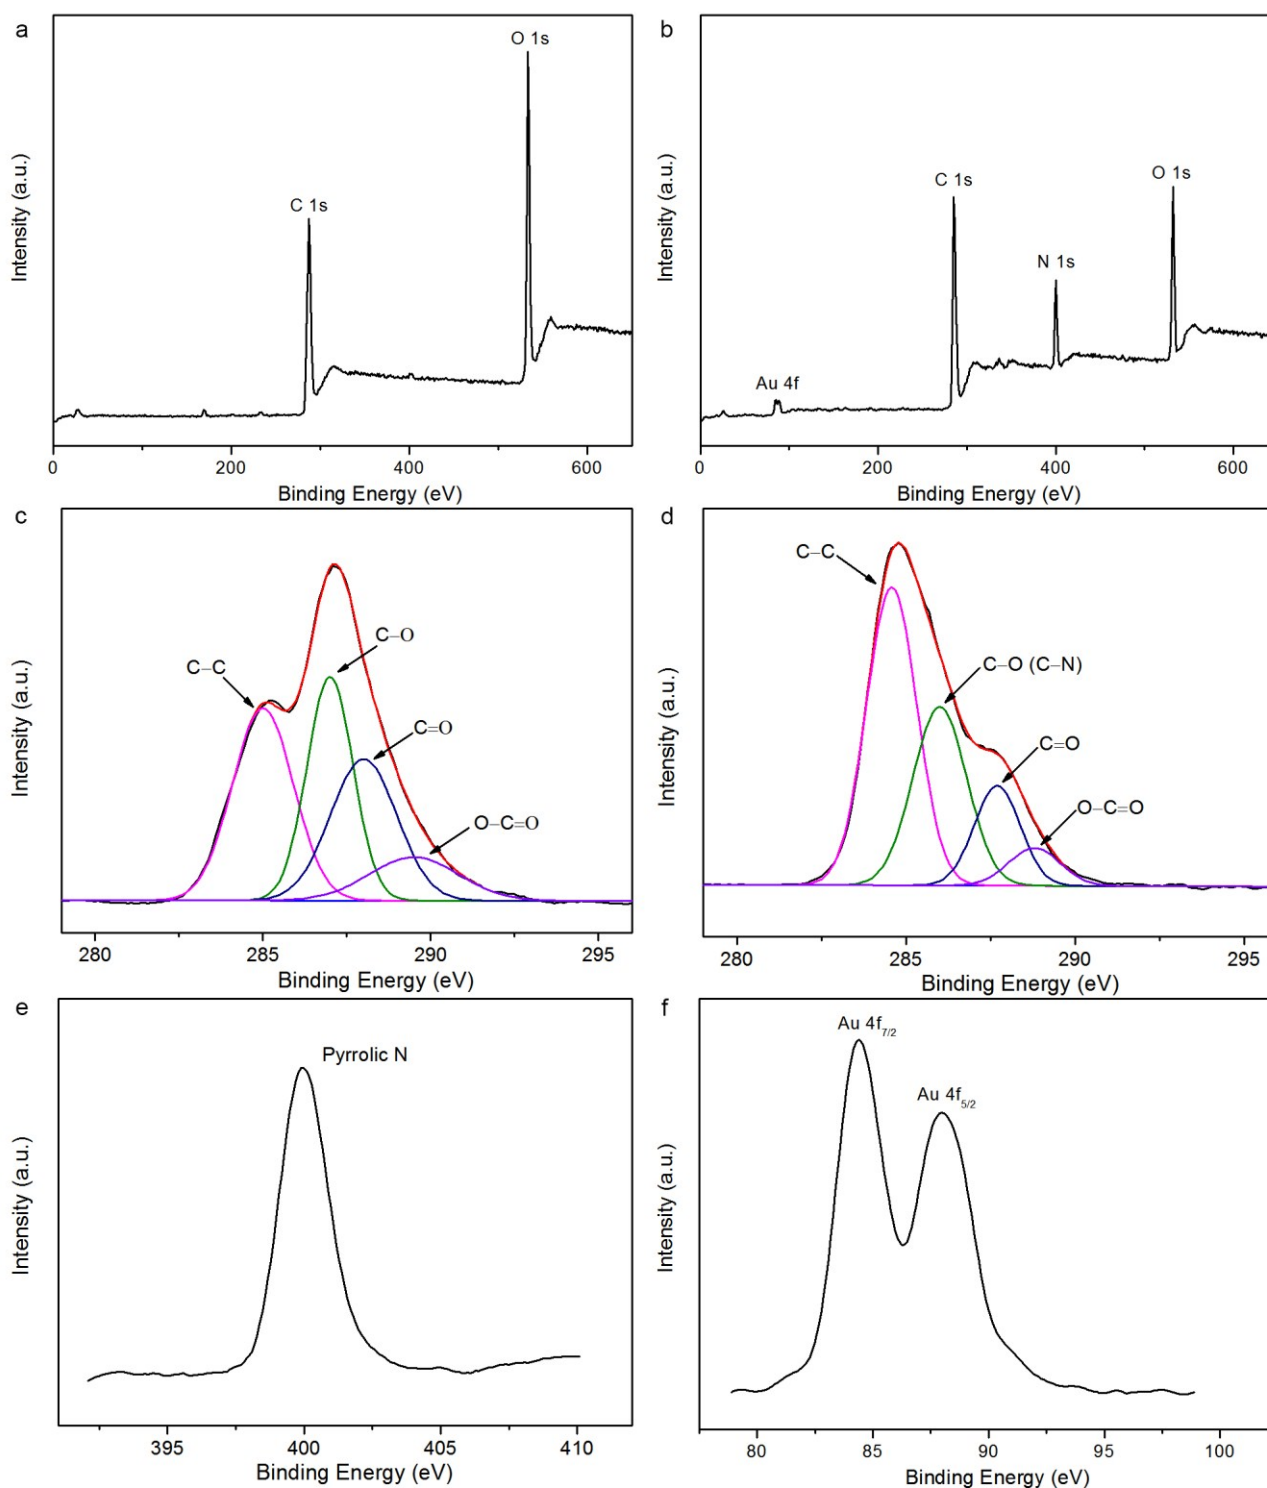 a
O 1s
C 1s
Intensity (a.u.)
0 200 400 600
Binding Energy (eV)
b
C 1s
O 1s
N 1s
Au 4f
Intensity (a.u.)
0 200 400 600
Binding Energy (eV)
c
C–O
C–C
C=O
O–C=O
Intensity (a.u.)
280 285 290 295
Binding Energy (eV)
d
C–C
C–O (C–N)
C=O
O–C=O
Intensity (a.u.)
280 285 290 295
Binding Energy (eV)
e
Pyrrolic N
Intensity (a.u.)
395 400 405 410
Binding Energy (eV)
f
Au 4f7/2
Au 4f5/2
Intensity (a.u.)
80 85 90 95 100
Binding Energy (eV)